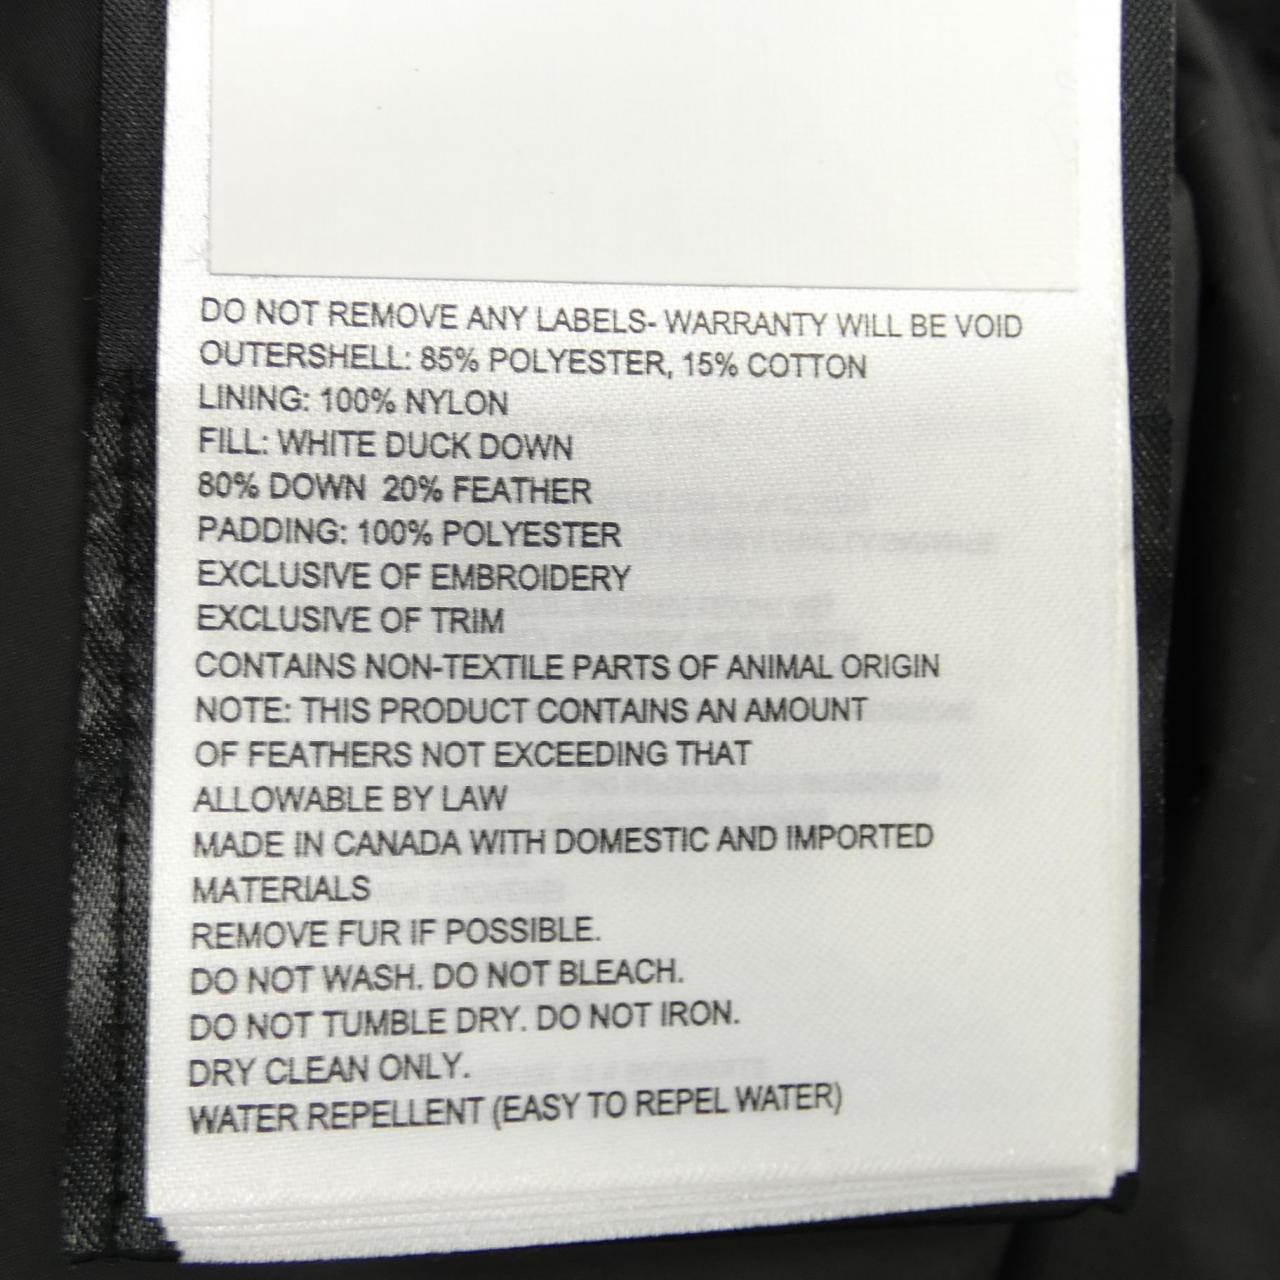 DO NOT REMOVE ANY LABELS- WARRANTY WILL BE VOID
OUTERSHELL: 85% POLYESTER, 15% COTTON
LINING: 100% NYLON
FILL: WHITE DUCK DOWN
80% DOWN 20% FEATHER
PADDING: 100% POLYESTER
EXCLUSIVE OF EMBROIDERY
EXCLUSIVE OF TRIM
CONTAINS NON-TEXTILE PARTS OF ANIMAL ORIGIN
NOTE: THIS PRODUCT CONTAINS AN AMOUNT
OF FEATHERS NOT EXCEEDING THAT
ALLOWABLE BY LAW
MADE IN CANADA WITH DOMESTIC AND IMPORTED
MATERIALS
REMOVE FUR IF POSSIBLE.
DO NOT WASH. DO NOT BLEACH.
DO NOT TUMBLE DRY. DO NOT IRON.
DRY CLEAN ONLY.
WATER REPELLENT (EASY TO REPEL WATER)